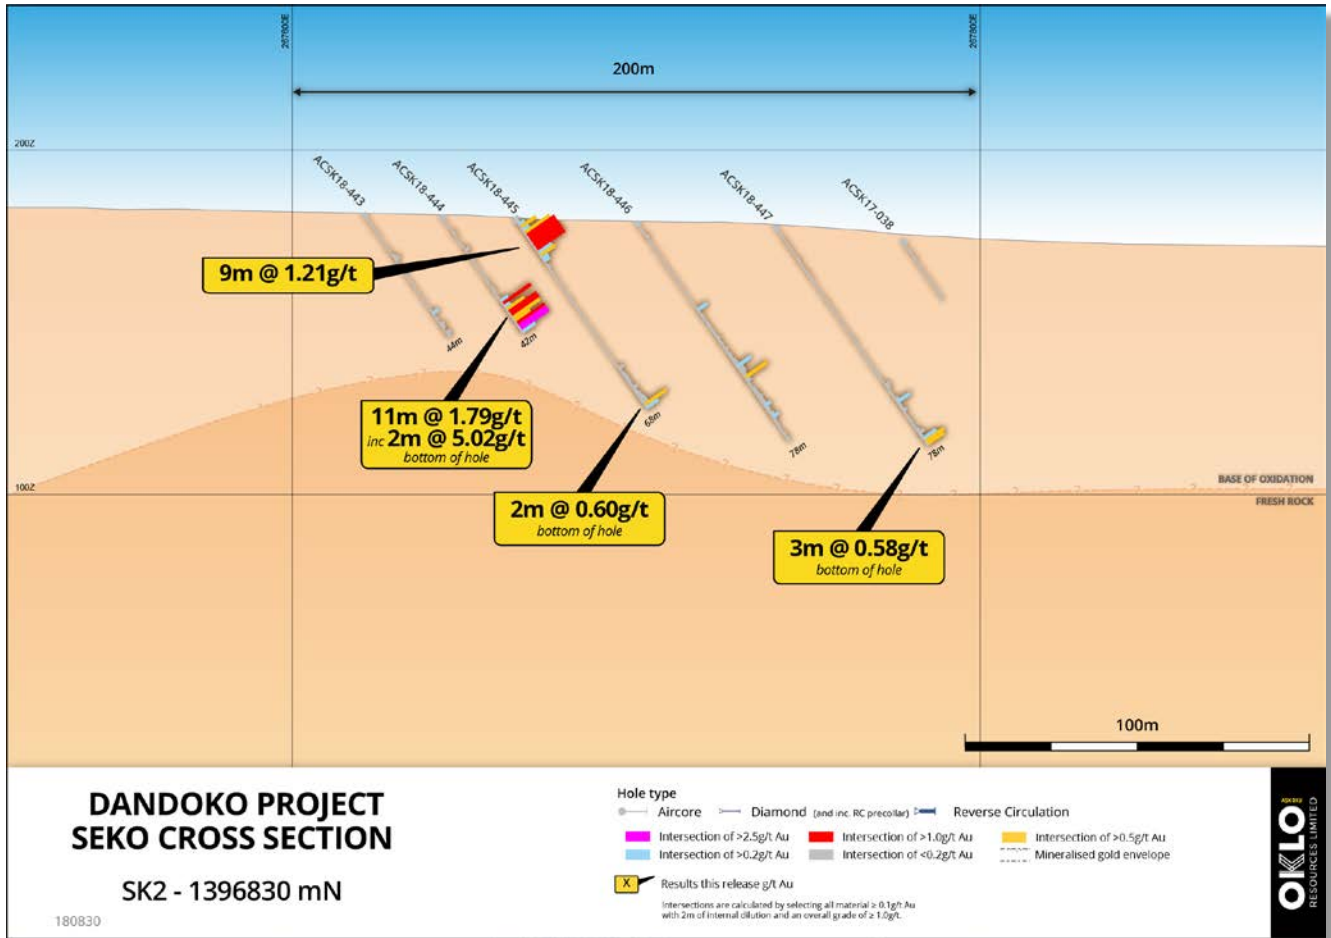 267600E
267800E
200m
200Z
ACSK18-443
ACSK18-444
ACSK18-445
ACSK18-446
ACSK18-447
ACSK17-038
9m @ 1.21g/t
44m
42m
11m @ 1.79g/t
inc 2m @ 5.02g/t
bottom of hole
68m
78m
78m
100Z
BASE OF OXIDATION
FRESH ROCK
2m @ 0.60g/t
bottom of hole
3m @ 0.58g/t
bottom of hole
100m
DANDOKO PROJECT
SEKO CROSS SECTION
SK2 - 1396830 mN
180830
Hole type
Aircore
Diamond (and inc. RC precollar)
Reverse Circulation
Intersection of >2.5g/t Au
Intersection of >1.0g/t Au
Intersection of >0.5g/t Au
Intersection of >0.2g/t Au
Intersection of <0.2g/t Au
Mineralised gold envelope
X
Results this release g/t Au
Intersections are calculated by selecting all material ≥ 0.1g/t Au
with 2m of internal dilution and an overall grade of ≥ 1.0g/t.
OKLO
RESOURCES LIMITED